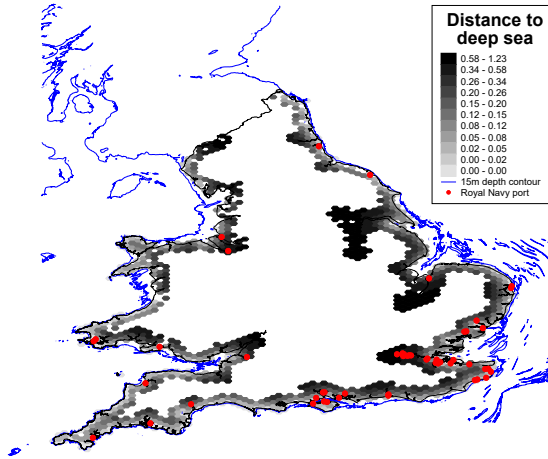 Distance to
deep sea
0.58 - 1.23
0.34 - 0.58
0.26 - 0.34
0.20 - 0.26
0.15 - 0.20
0.12 - 0.15
0.08 - 0.12
0.05 - 0.08
0.02 - 0.05
0.00 - 0.02
0.00 - 0.00
15m depth contour
Royal Navy port